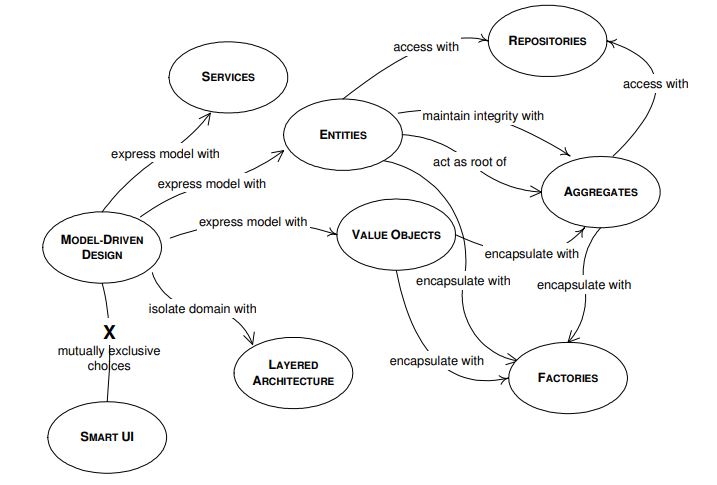 REPOSITORIES
access with
SERVICES
access with
maintain integrity with
ENTITIES
express model with
act as root of
express model with
AGGREGATES
express model with
VALUE OBJECTS
MODEL-DRIVEN
DESIGN
encapsulate with
encapsulate with
encapsulate with
isolate domain with
X
mutually exclusive
choices
encapsulate with
LAYERED
ARCHITECTURE
FACTORIES
SMART UI